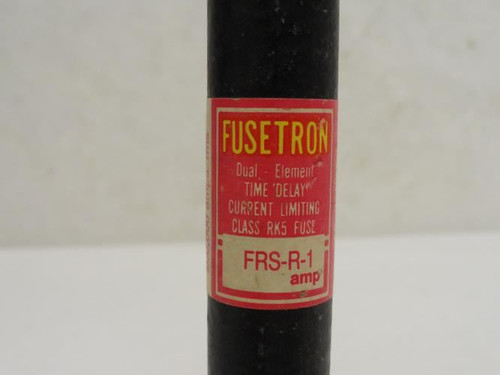 FUSETRON
Dual - Element
TIME 'DELAY'
CURRENT LIMITING
CLASS RK5 FUSE
FRS-R-1
amp